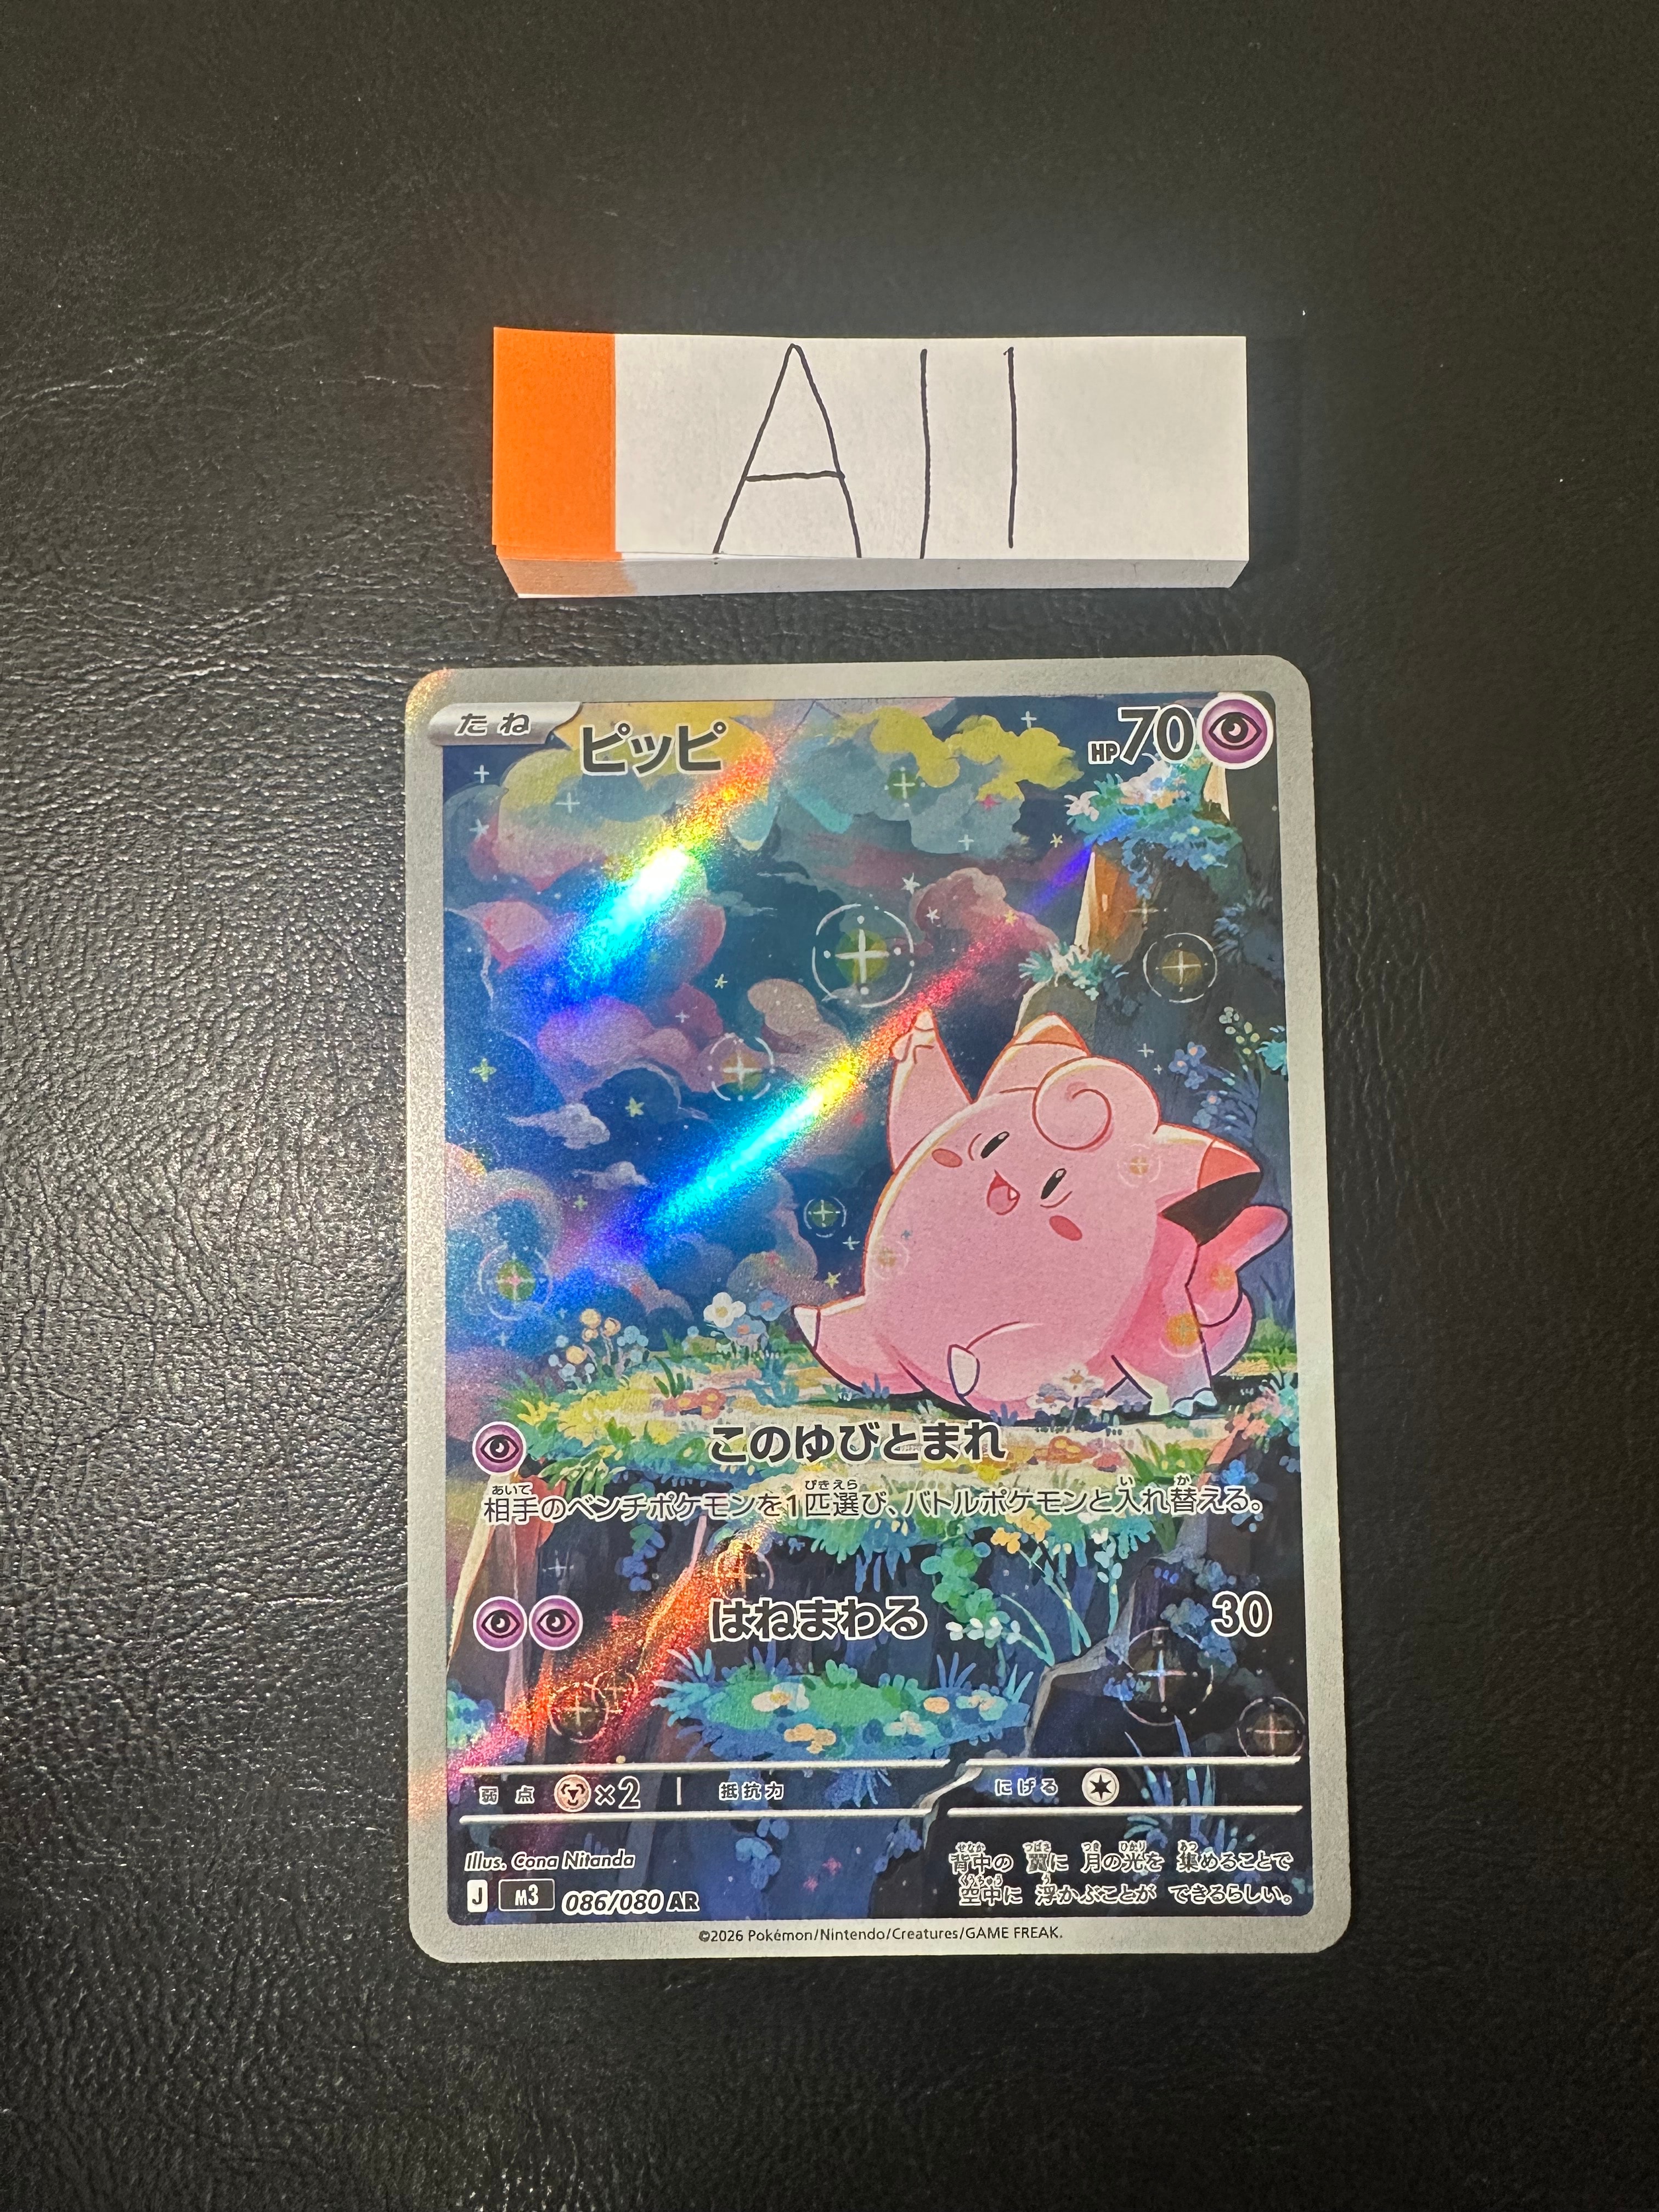 A11
たね
ピッピ
HP70
このゆびとまれ
相手のベンチポケモンを1匹選び、バトルポケモンと入れ替える。
はねまわる 30
弱点 ×2 抵抗力 にげる
Illus. Cona Nitanda
背中の 翼に 月の光を 集めることで
空中に 浮かぶことが できるらしい。
J M3 086/080 AR
©2026 Pokémon/Nintendo/Creatures/GAME FREAK.